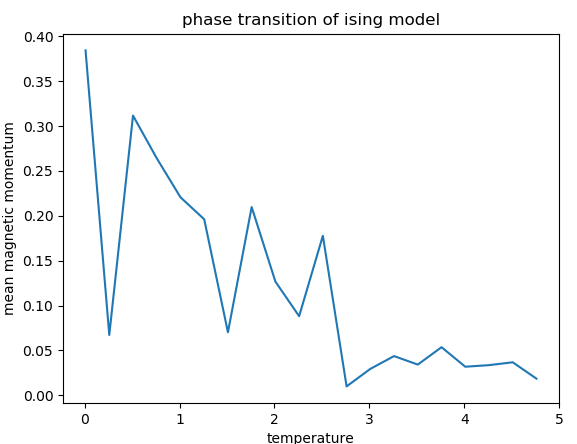 phase transition of ising model
0.40
0.35
0.30
0.25
0.20
0.15
0.10
0.05
0.00
mean magnetic momentum
0 1 2 3 4 5
temperature